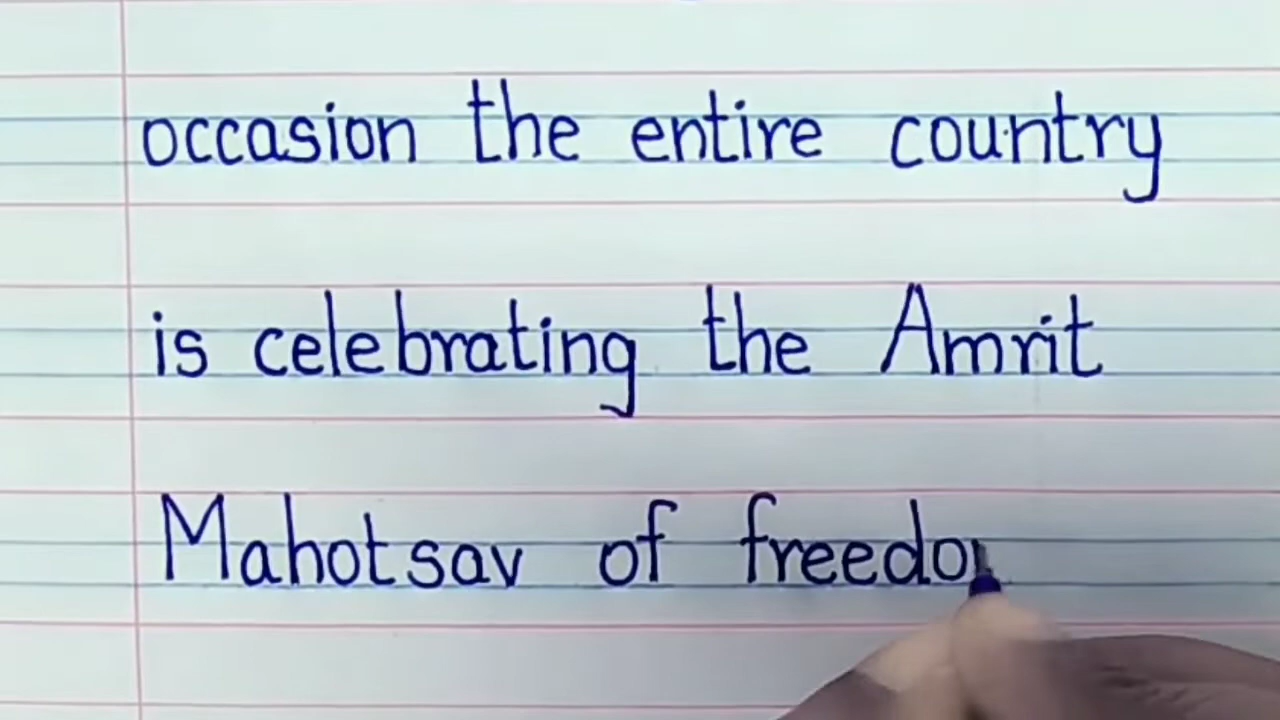 occasion the entire country
is celebrating the Amrit
Mahotsav of freedo